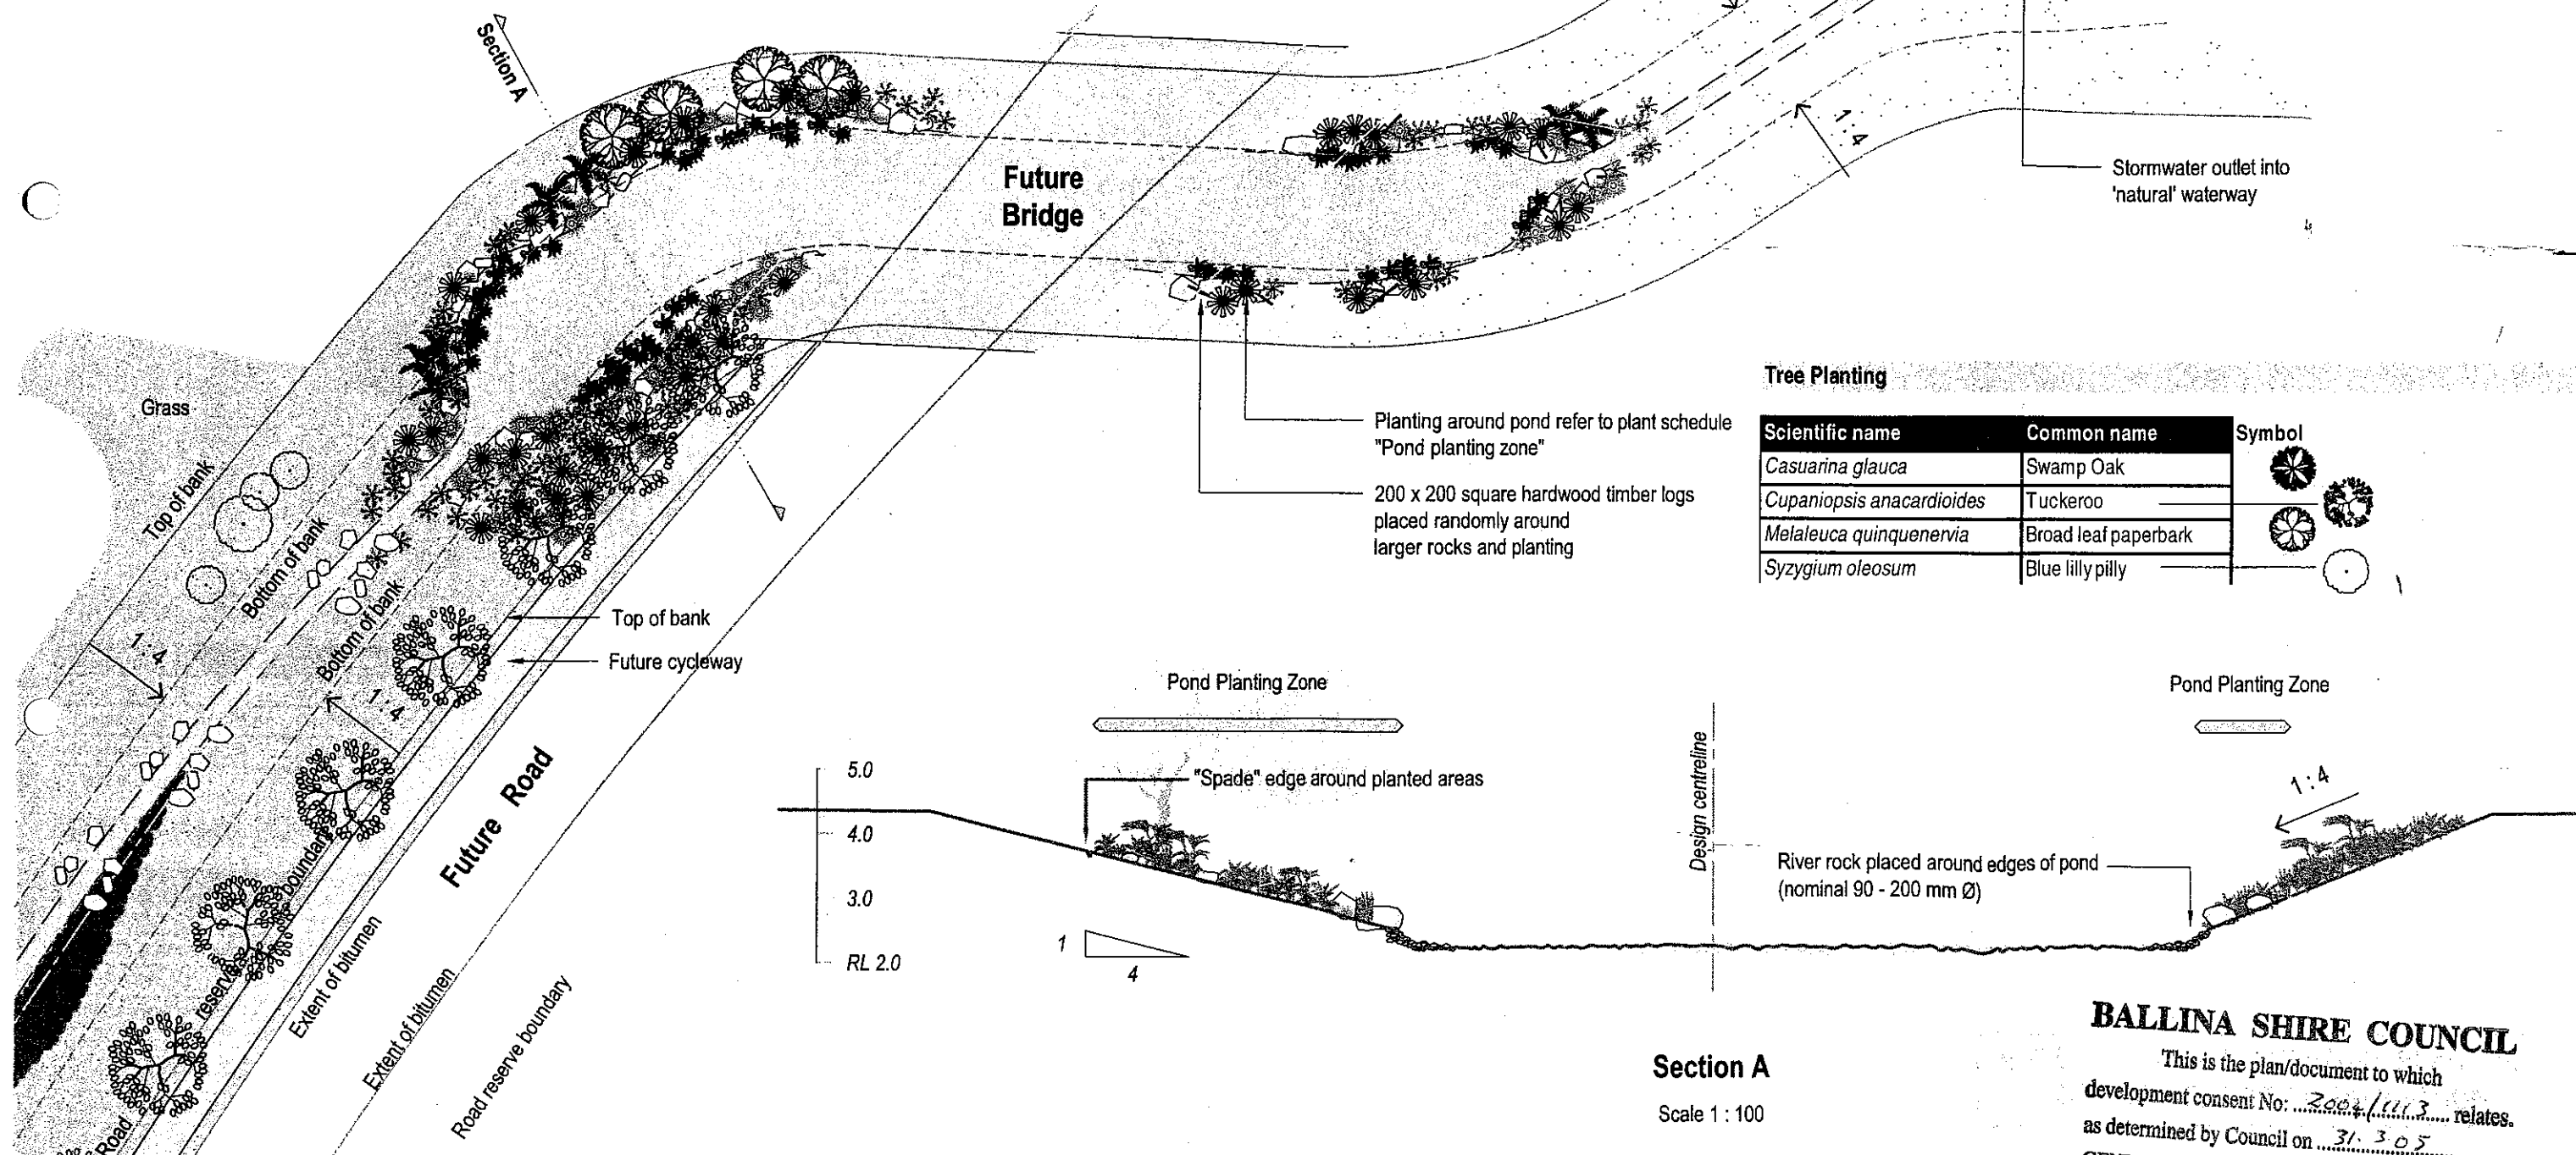 Section A
Future
Bridge
1:4
Stormwater outlet into
'natural' waterway
Grass
Top of bank
Bottom of bank
Bottom of bank
1:4
1:4
Top of bank
Future cycleway
Future Road
boundary
reserve
Road
Extent of bitumen
Extent of bitumen
Road reserve boundary
Planting around pond refer to plant schedule
"Pond planting zone"
200 x 200 square hardwood timber logs
placed randomly around
larger rocks and planting
Tree Planting
Scientific name Common name Symbol
Casuarina glauca Swamp Oak
Cupaniopsis anacardioides Tuckeroo
Melaleuca quinquenervia Broad leaf paperbark
Syzygium oleosum Blue lilly pilly
Pond Planting Zone
Pond Planting Zone
"Spade" edge around planted areas
5.0
4.0
3.0
RL 2.0
1
4
Design centreline
1:4
River rock placed around edges of pond
(nominal 90 - 200 mm Ø)
Section A
Scale 1 : 100
BALLINA SHIRE COUNCIL
This is the plan/document to which
development consent No: 2004/1113 relates.
as determined by Council on 31.3.05